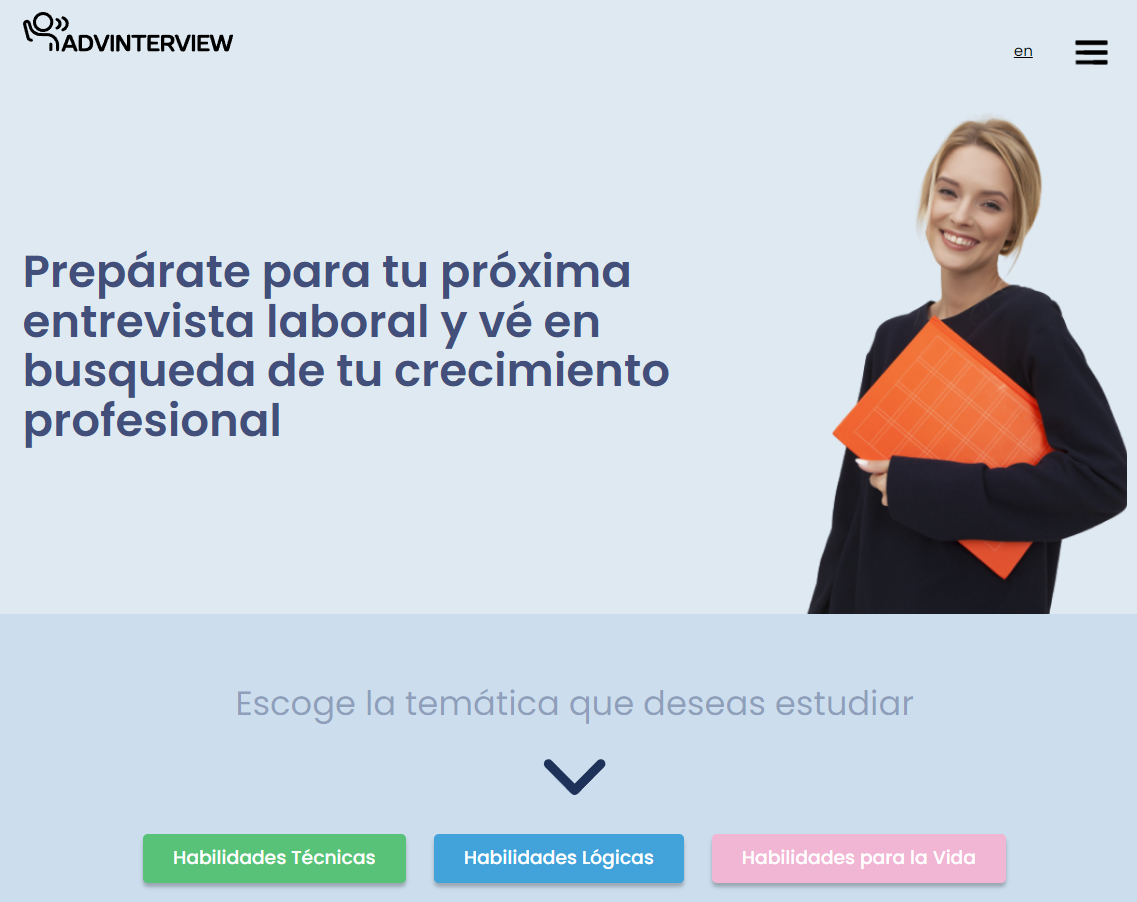 ADVINTERVIEW
en
Prepárate para tu próxima
entrevista laboral y vé en
busqueda de tu crecimiento
profesional
Escoge la temática que deseas estudiar
Habilidades Técnicas
Habilidades Lógicas
Habilidades para la Vida